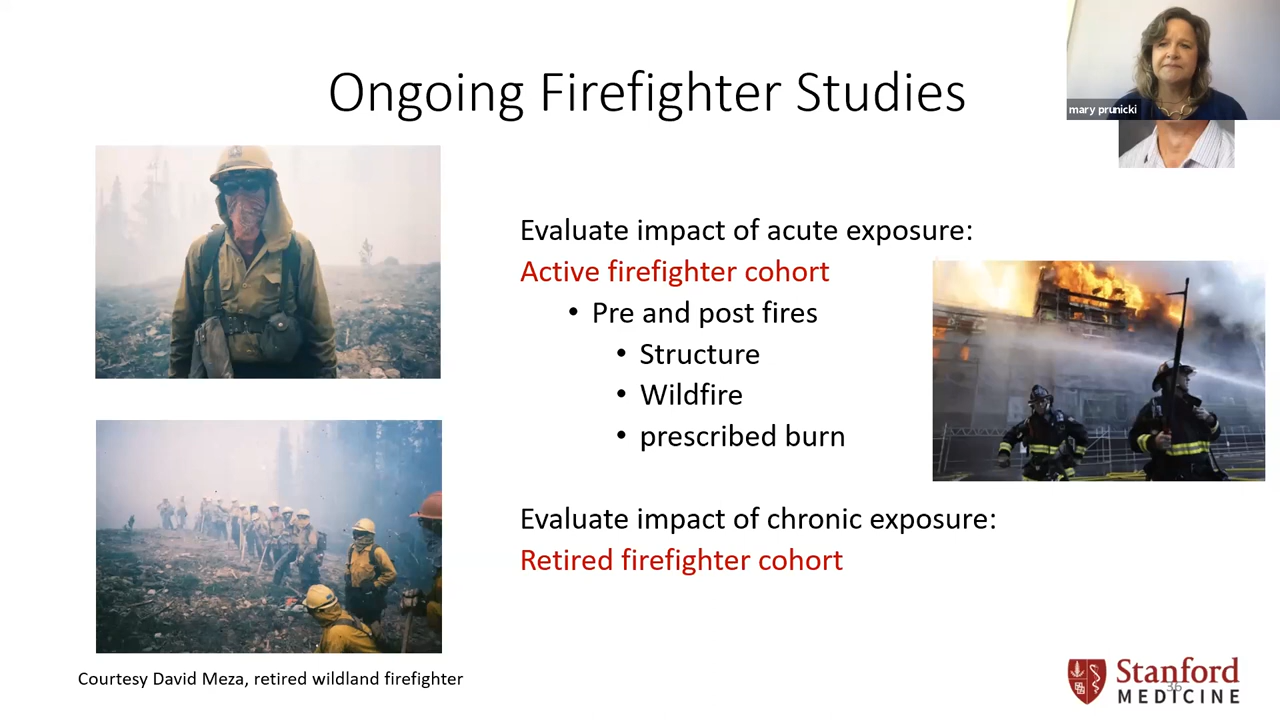 Ongoing Firefighter Studies
mary prunicki
Evaluate impact of acute exposure:
Active firefighter cohort
• Pre and post fires
• Structure
• Wildfire
• prescribed burn
Evaluate impact of chronic exposure:
Retired firefighter cohort
Courtesy David Meza, retired wildland firefighter
Stanford
MEDICINE
36